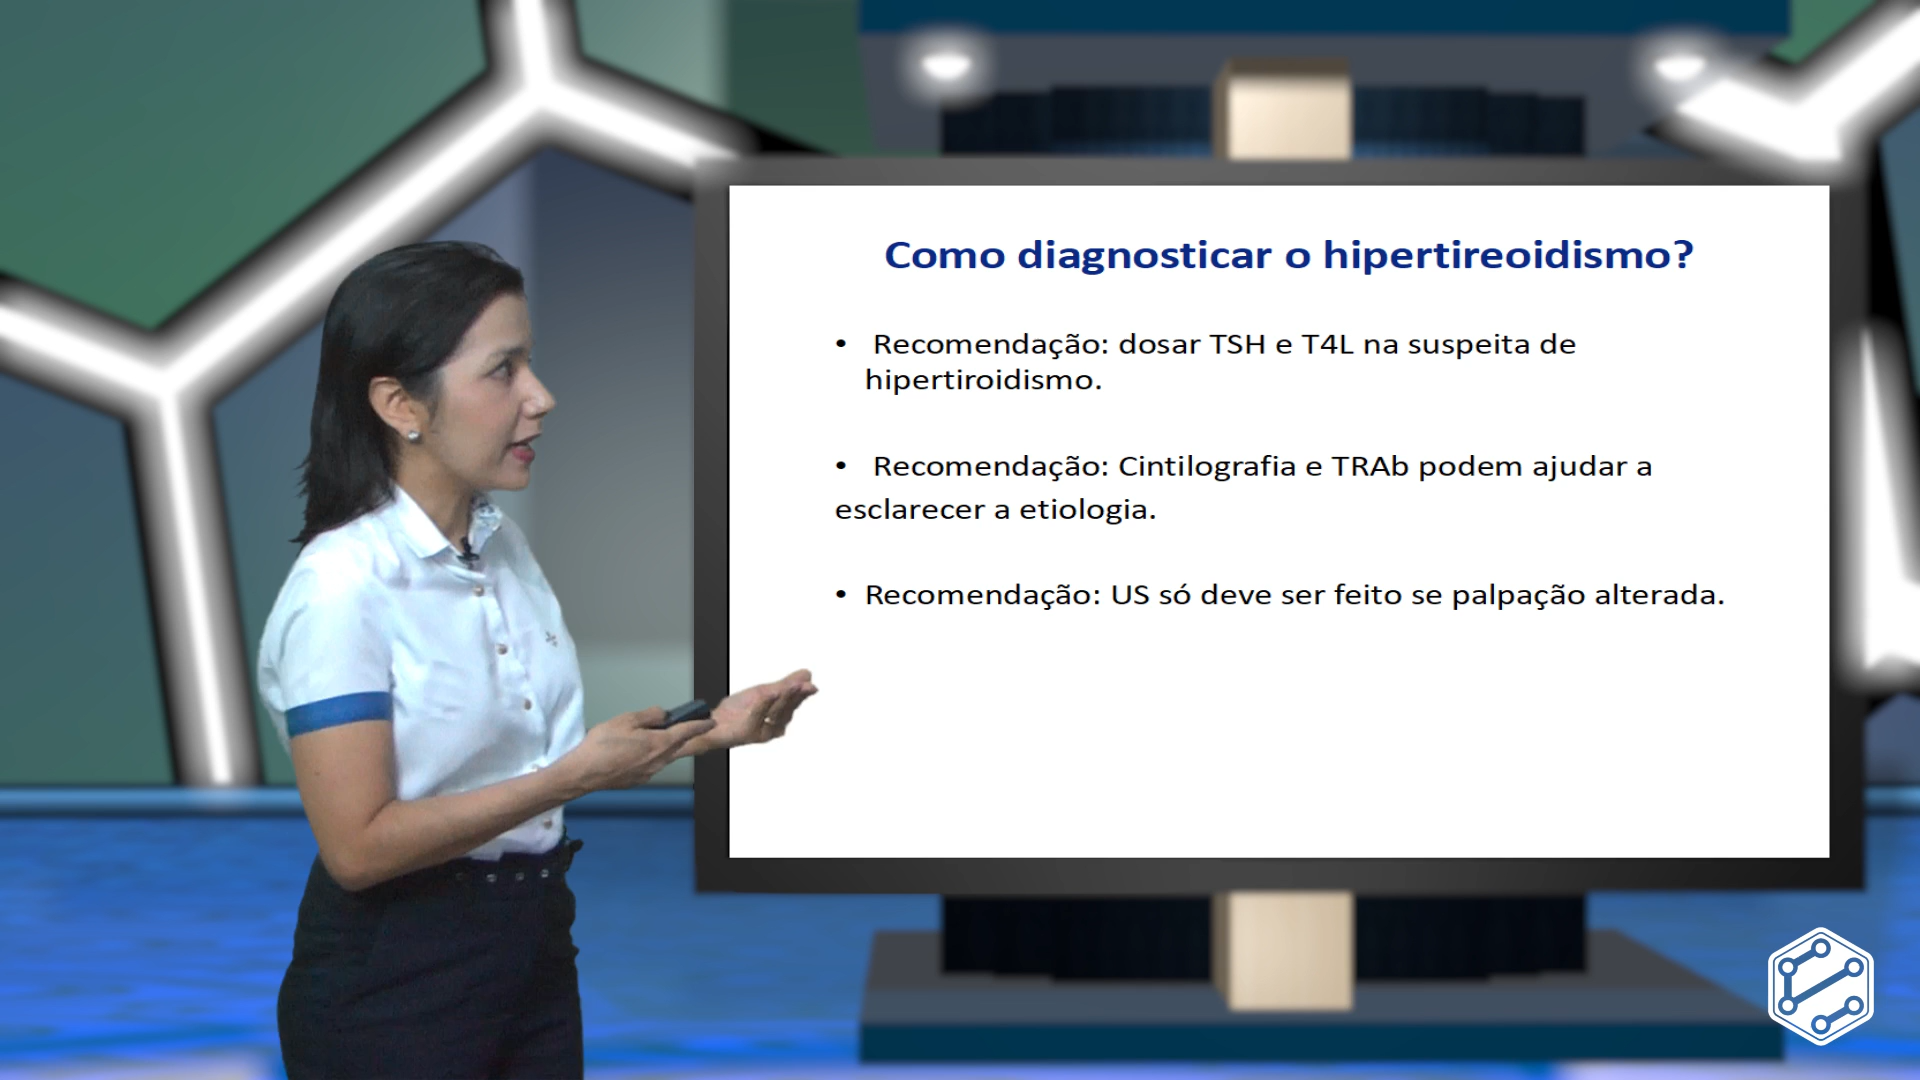 Como diagnosticar o hipertireoidismo?
• Recomendação: dosar TSH e T4L na suspeita de
hipertiroidismo.
• Recomendação: Cintilografia e TRAb podem ajudar a
esclarecer a etiologia.
• Recomendação: US só deve ser feito se palpação alterada.